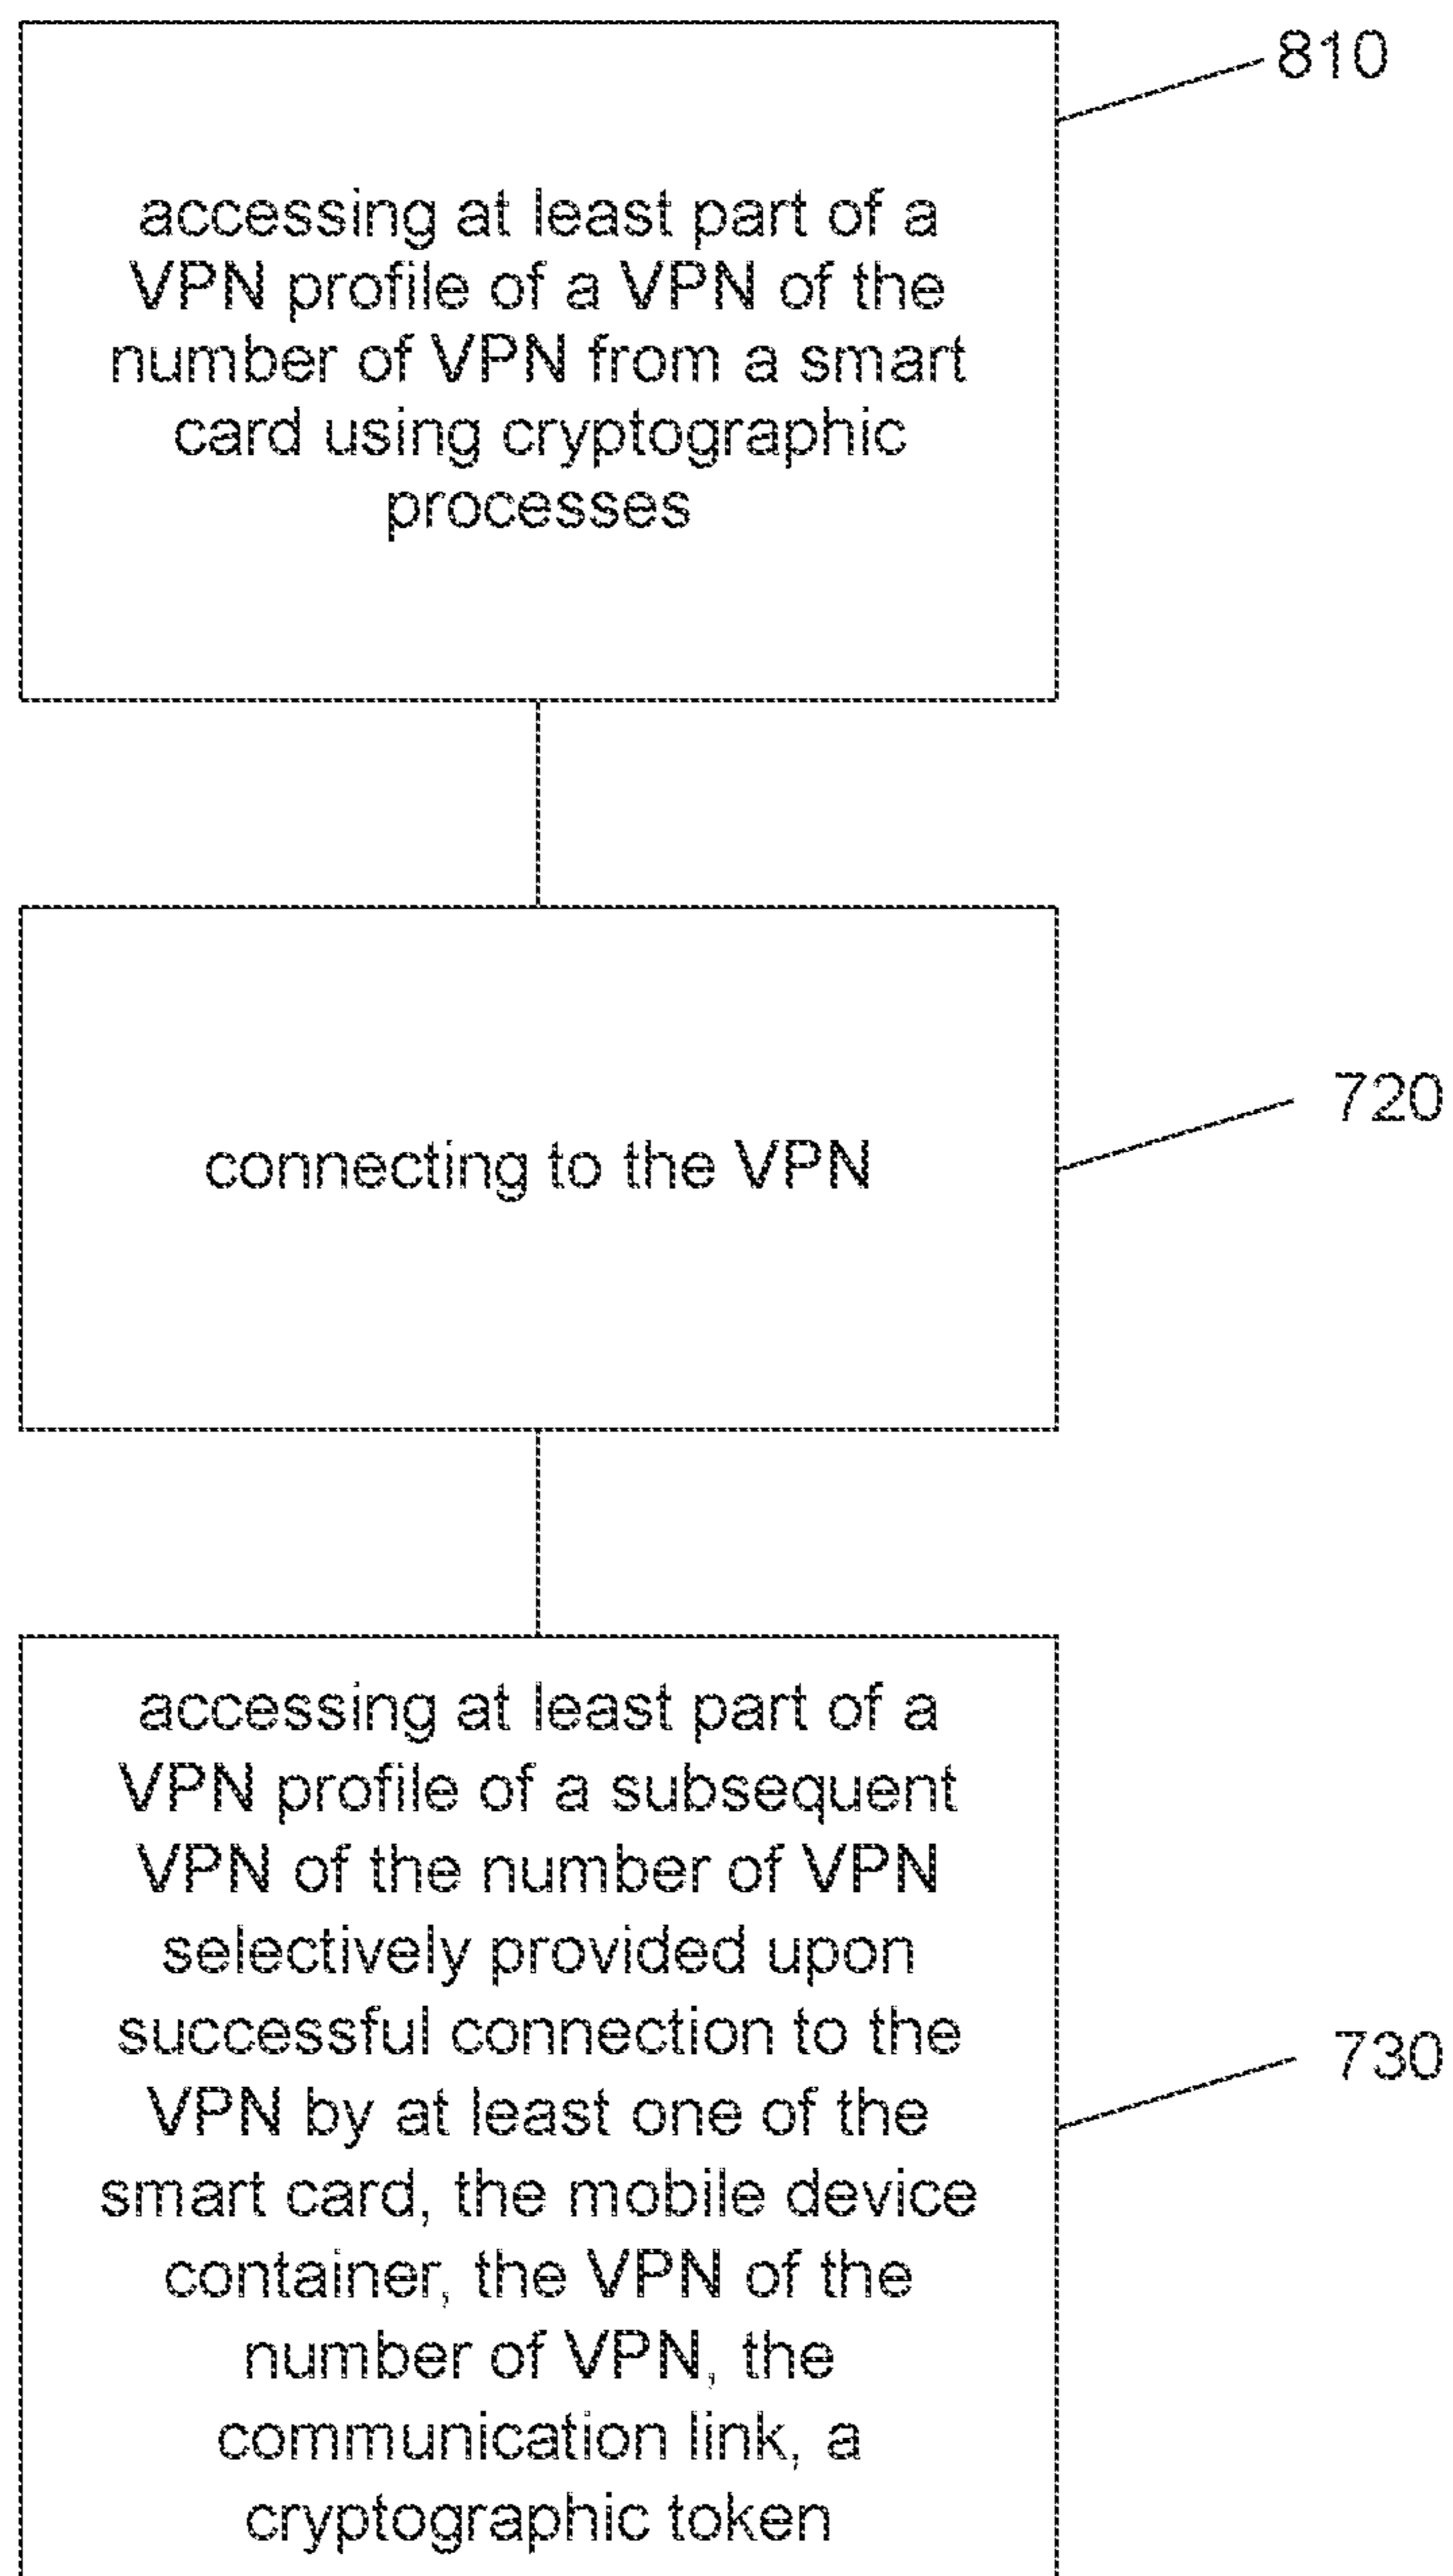 810
accessing at least part of a
VPN profile of a VPN of the
number of VPN from a smart
card using cryptographic
processes
connecting to the VPN
720
accessing at least part of a
VPN profile of a subsequent
VPN of the number of VPN
selectively provided upon
successful connection to the
VPN by at least one of the
smart card, the mobile device
container, the VPN of the
number of VPN, the
communication link, a
cryptographic token
730